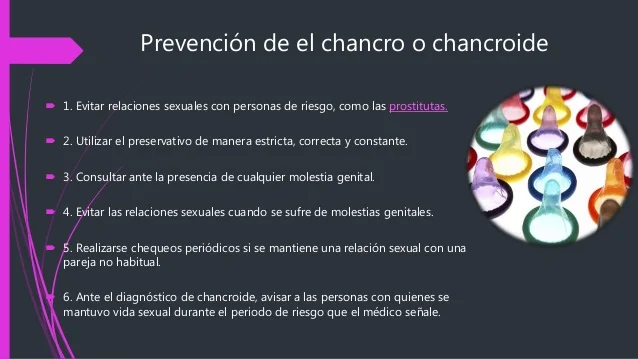 Prevención de el chancro o chancroide
1. Evitar relaciones sexuales con personas de riesgo, como las prostitutas.
2. Utilizar el preservativo de manera estricta, correcta y constante.
3. Consultar ante la presencia de cualquier molestia genital.
4. Evitar las relaciones sexuales cuando se sufre de molestias genitales.
5. Realizarse chequeos periódicos si se mantiene una relación sexual con una
pareja no habitual.
6. Ante el diagnóstico de chancroide, avisar a las personas con quienes se
mantuvo vida sexual durante el periodo de riesgo que el médico señale.